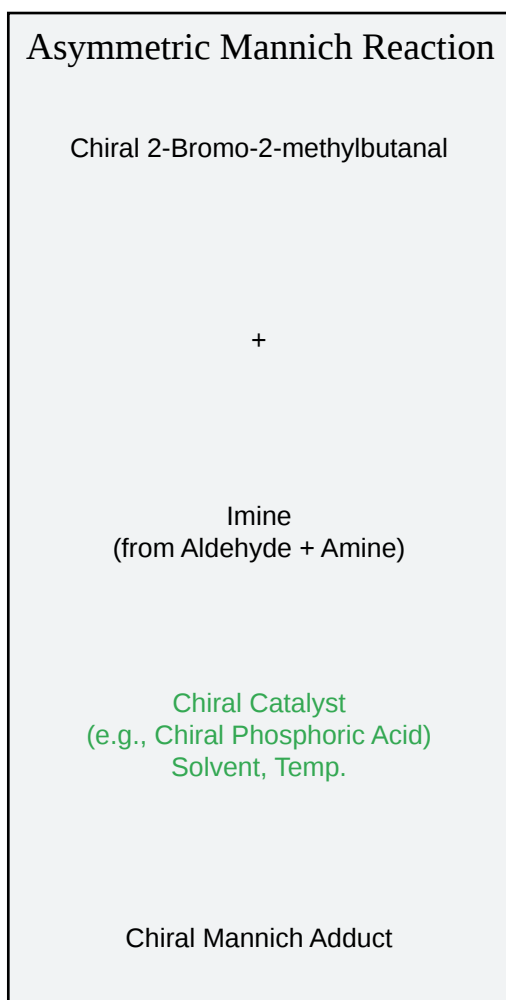 Asymmetric Mannich Reaction
Chiral 2-Bromo-2-methylbutanal
+
Imine
(from Aldehyde + Amine)
Chiral Catalyst
(e.g., Chiral Phosphoric Acid)
Solvent, Temp.
Chiral Mannich Adduct